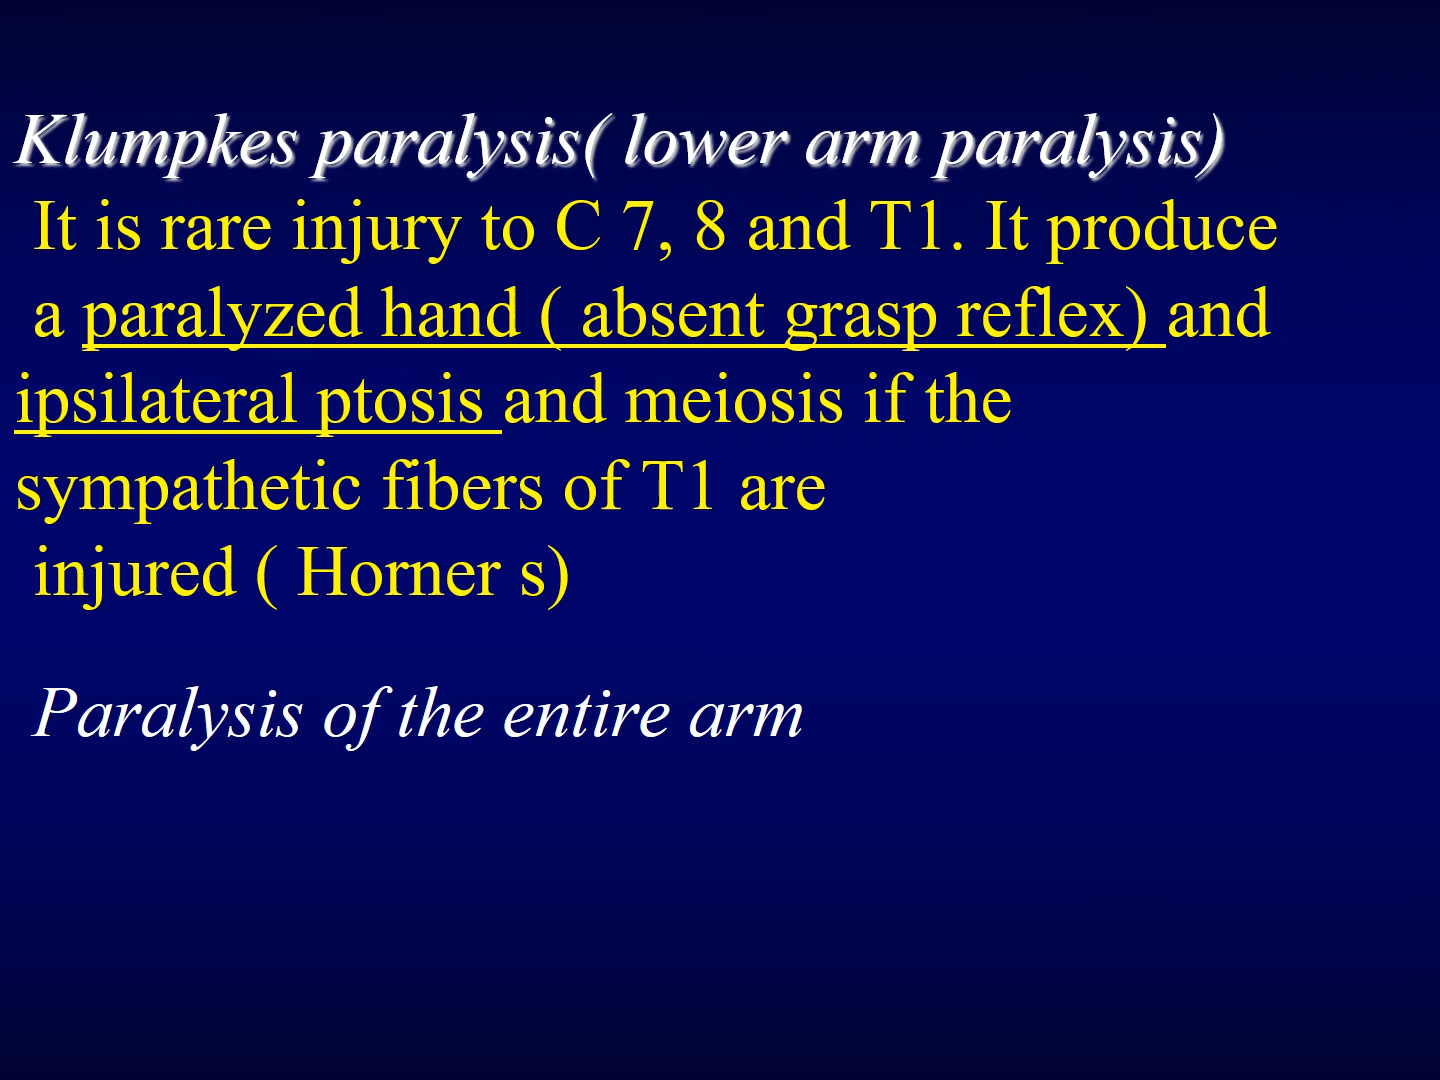 Klumpkes paralysis( lower arm paralysis)
It is rare injury to C 7, 8 and T1. It produce
a paralyzed hand ( absent grasp reflex) and
ipsilateral ptosis and meiosis if the
sympathetic fibers of T1 are
injured ( Horner s)
Paralysis of the entire arm